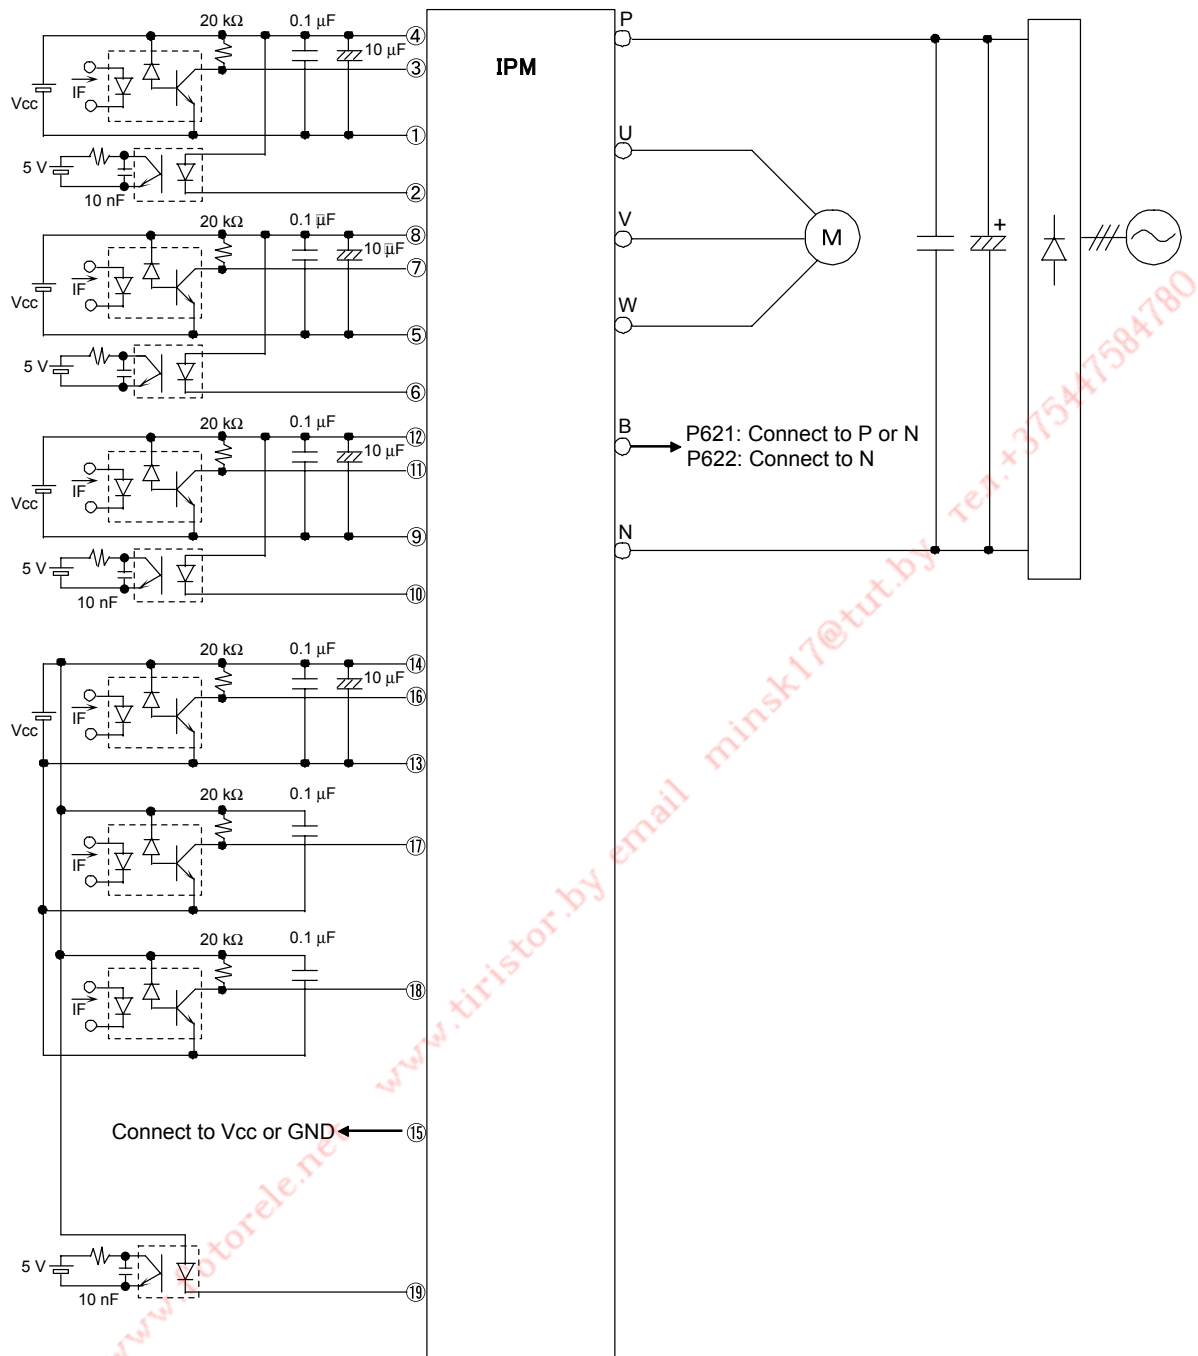 20 kΩ 0.1 μF P
④
10 μF
IPM
③
IF
Vcc
①
U
5 V
10 nF
②
20 kΩ 0.1 μF V
⑧
10 μF
M
+
⑦
IF
Vcc
⑤
W
5 V
⑥
20 kΩ 0.1 μF B
⑫
P621: Connect to P or N
10 μF
P622: Connect to N
⑪
IF
Vcc
⑨
N
5 V
10 nF
⑩
20 kΩ 0.1 μF
⑭
10 μF
⑯
IF
Vcc
⑬
20 kΩ 0.1 μF
⑰
IF
20 kΩ 0.1 μF
⑱
IF
Connect to Vcc or GND ⑮
5 V
10 nF
⑲
www.fotorele.net www.tiristor.by email minsk17@tut.by тел.+375447584780